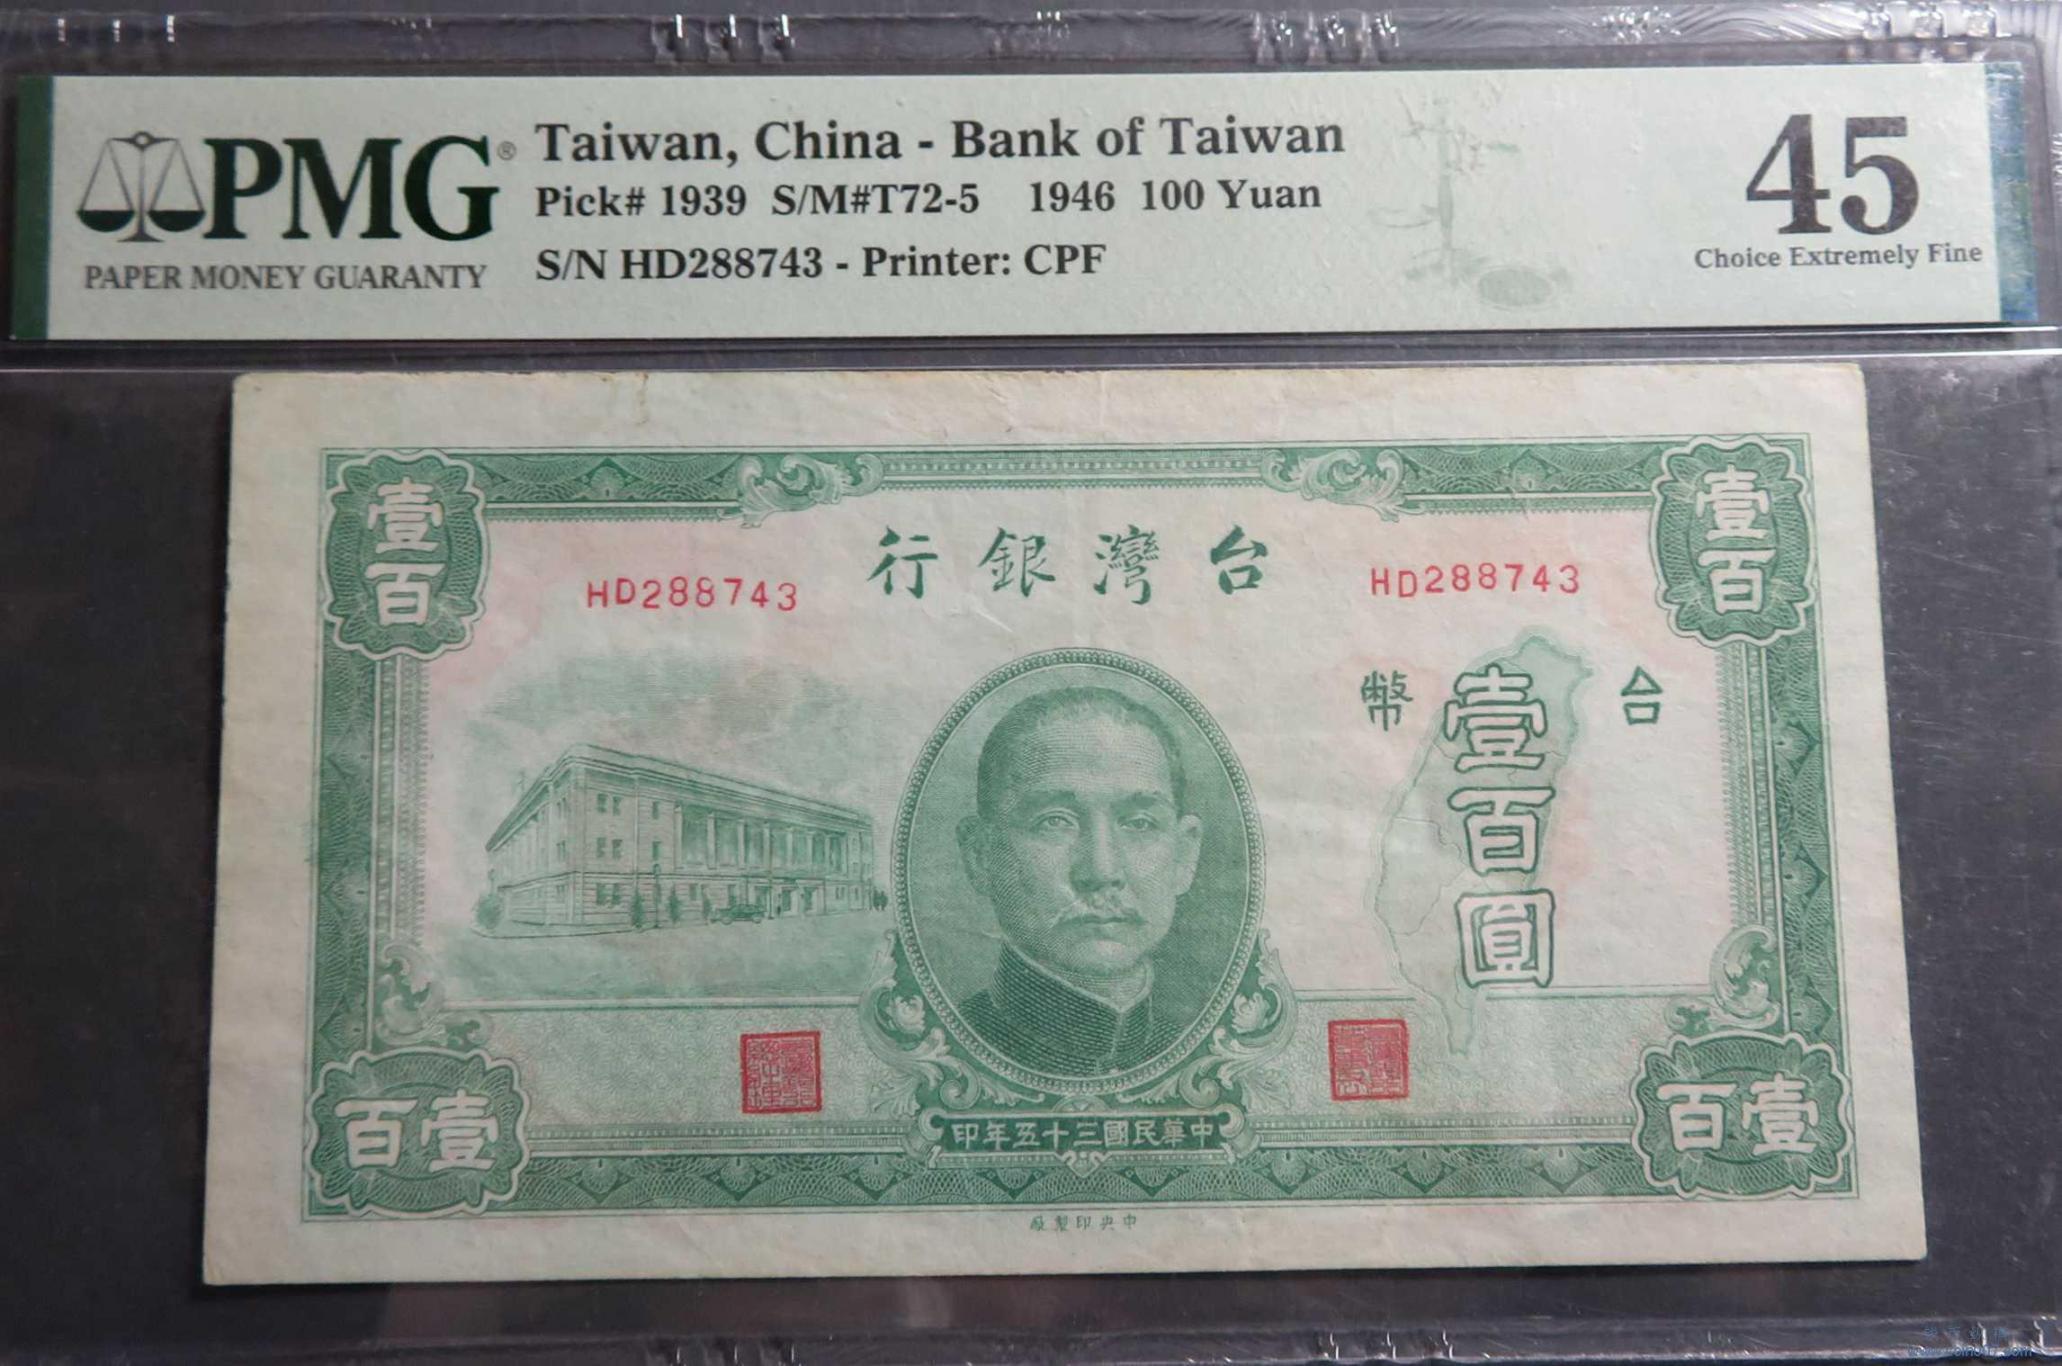 PMG®
PAPER MONEY GUARANTY
Taiwan, China - Bank of Taiwan
Pick# 1939 S/M#T72-5 1946 100 Yuan
S/N HD288743 - Printer: CPF
45
Choice Extremely Fine
壹百
壹百
台灣銀行
HD288743
HD288743
台幣
壹百圓
中華民國三十五年印
壹百
壹百
中央印製廠